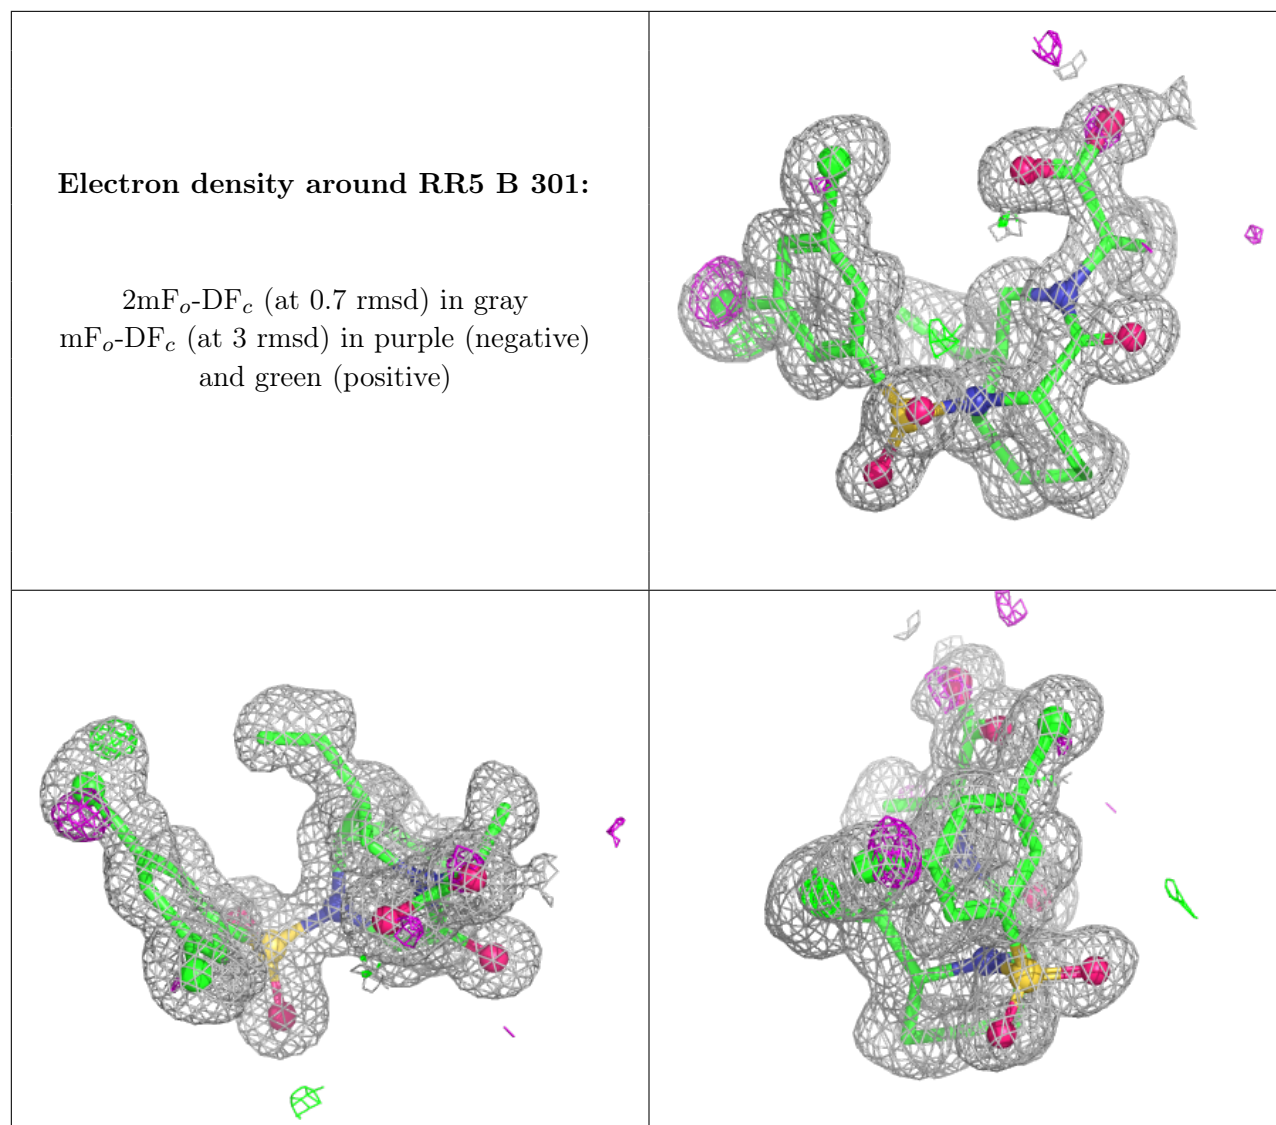 Electron density around RR5 B 301:
2mFo-DFc (at 0.7 rmsd) in gray
mFo-DFc (at 3 rmsd) in purple (negative)
and green (positive)